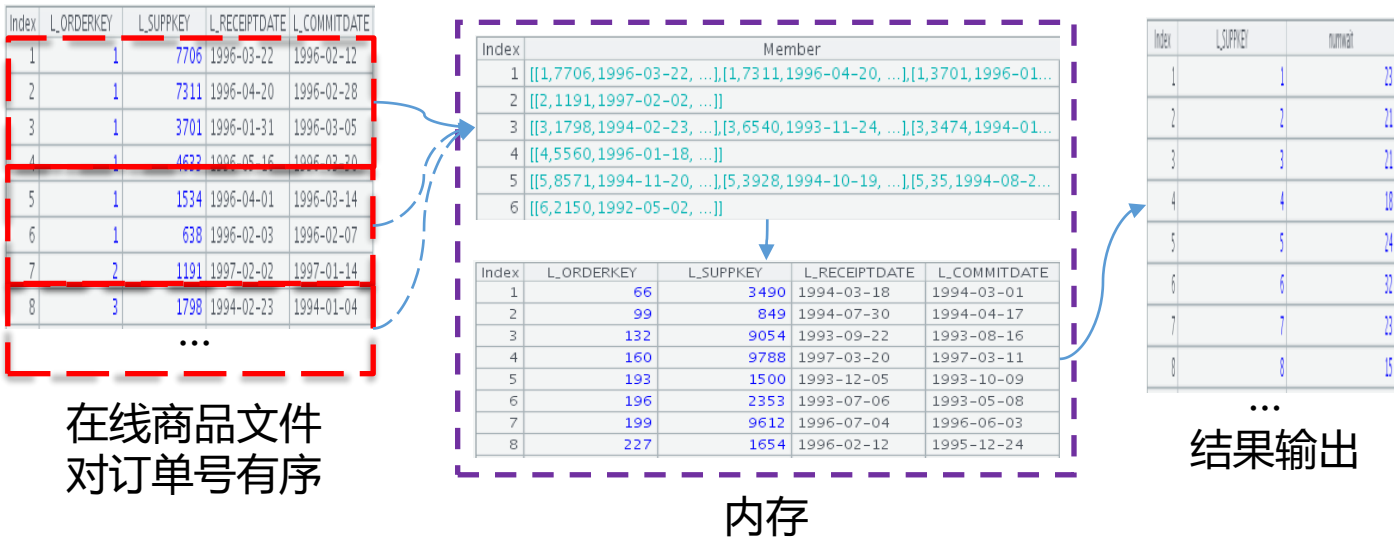 Index L_ORDERKEY L_SUPPKEY L_RECEIPTDATE L_COMMITDATE
1 1 7706 1996-03-22 1996-02-12
2 1 7311 1996-04-20 1996-02-28
3 1 3701 1996-01-31 1996-03-05
4 1 4633 1996-05-16 1996-03-30
5 1 1534 1996-04-01 1996-03-14
6 1 638 1996-02-03 1996-02-07
7 2 1191 1997-02-02 1997-01-14
8 3 1798 1994-02-23 1994-01-04
...
在线商品文件
对订单号有序
Index Member
1 [[1,7706,1996-03-22, ...],[1,7311,1996-04-20, ...],[1,3701,1996-01...
2 [[2,1191,1997-02-02, ...]]
3 [[3,1798,1994-02-23, ...],[3,6540,1993-11-24, ...],[3,3474,1994-01...
4 [[4,5560,1996-01-18, ...]]
5 [[5,8571,1994-11-20, ...],[5,3928,1994-10-19, ...],[5,35,1994-08-2...
6 [[6,2150,1992-05-02, ...]]
Index L_ORDERKEY L_SUPPKEY L_RECEIPTDATE L_COMMITDATE
1 66 3490 1994-03-18 1994-03-01
2 99 849 1994-07-30 1994-04-17
3 132 9054 1993-09-22 1993-08-16
4 160 9788 1997-03-20 1997-03-11
5 193 1500 1993-12-05 1993-10-09
6 196 2353 1993-07-06 1993-05-08
7 199 9612 1996-07-04 1996-06-03
8 227 1654 1996-02-12 1995-12-24
内存
Index L_SUPPKEY numwait
1 1 23
2 2 21
3 3 21
4 4 18
5 5 24
6 6 32
7 7 23
8 8 15
...
结果输出